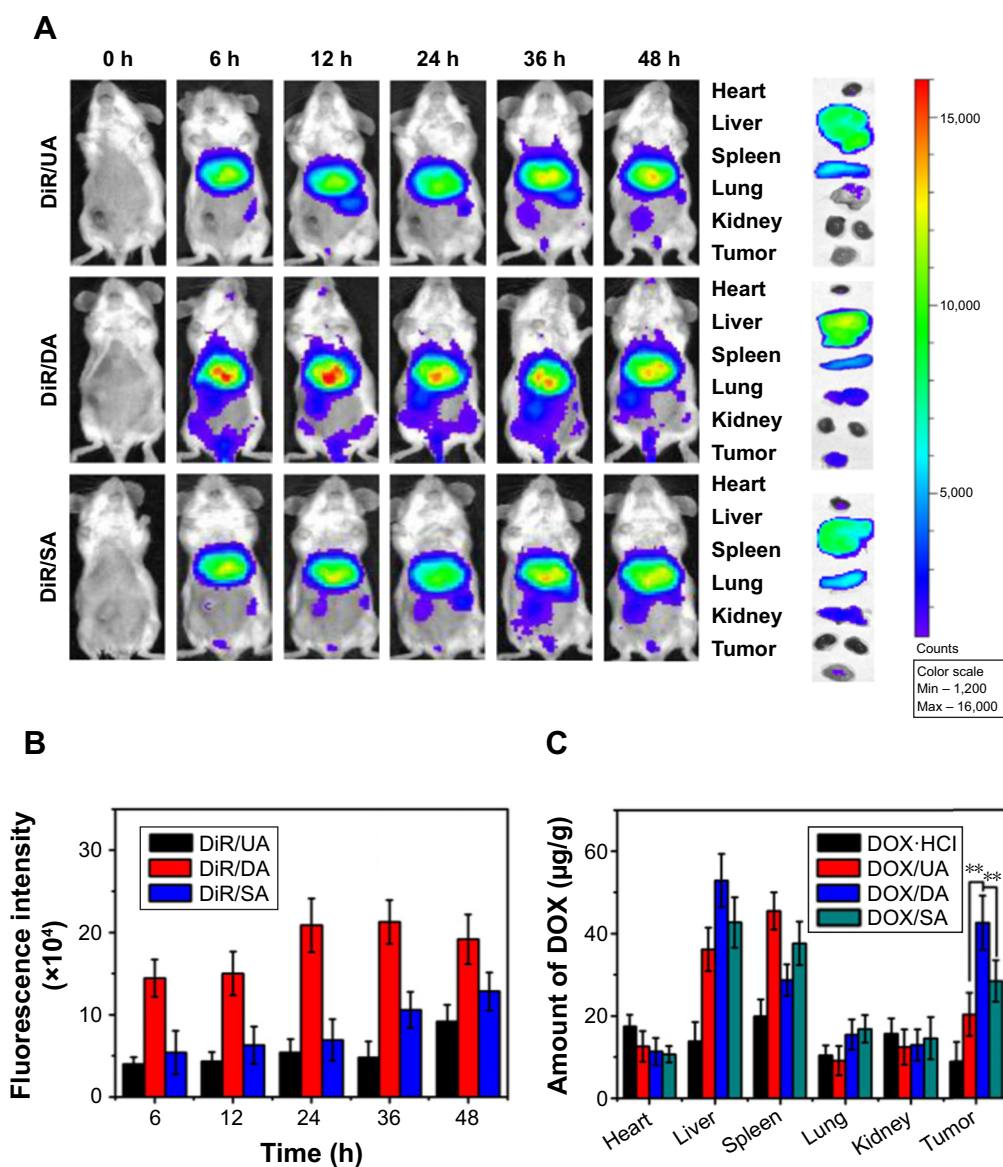 A
0 h 6 h 12 h 24 h 36 h 48 h
DiR/UA
Heart
Liver
Spleen
Lung
Kidney
Tumor
DiR/DA
Heart
Liver
Spleen
Lung
Kidney
Tumor
DiR/SA
Heart
Liver
Spleen
Lung
Kidney
Tumor
15,000
10,000
5,000
Counts
Color scale
Min – 1,200
Max – 16,000
B
Fluorescence intensity
(×10⁴)
30
20
10
0
DiR/UA
DiR/DA
DiR/SA
6 12 24 36 48
Time (h)
C
Amount of DOX (µg/g)
60
40
20
0
DOX·HCl
DOX/UA
DOX/DA
DOX/SA
** **
Heart Liver Spleen Lung Kidney Tumor